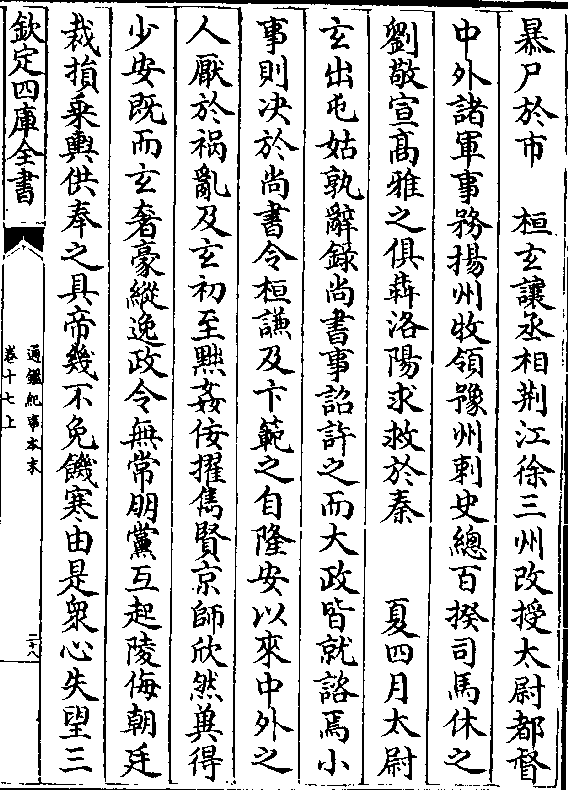 暴尸於市　桓玄讓丞相荆江徐三州改授太尉都督
中外諸軍事務揚州牧領豫州刺史總百揆司馬休之
劉敬宣髙雅之俱犇洛陽求救於秦　夏四月太尉
玄出屯姑孰辭錄尚書事詔許之而大政皆就諮焉小
事則决於尚書令桓謙及卞範之自隆安以來中外之
人厭於禍亂及玄初至黜姦佞擢雋賢京師欣然冀得
少安既而玄奢豪縱逸政令無常朋黨互起陵侮朝廷
裁損乗輿供奉之具帝幾不免饑寒由是衆心失望三
欽定四庫全書
通鑑紀事本末
卷十七上
二十八